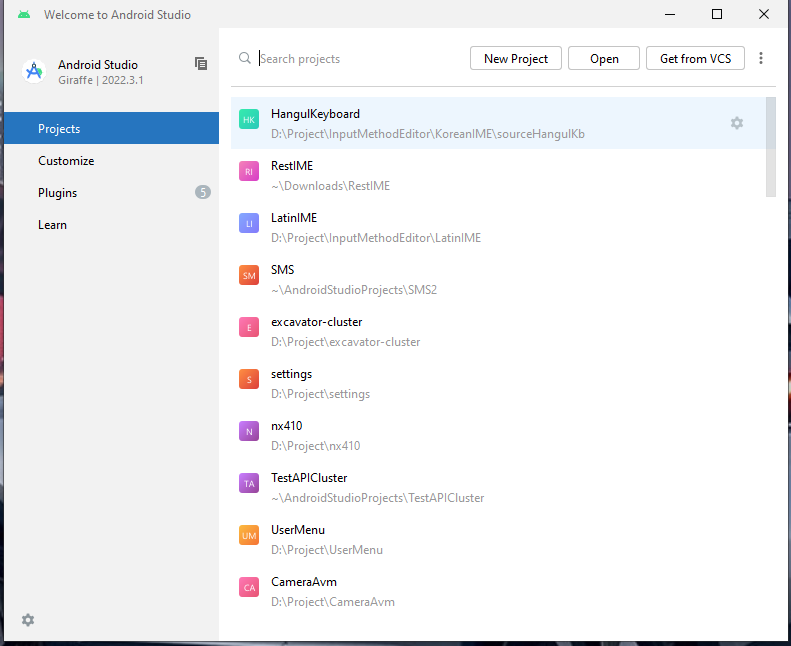 Welcome to Android Studio
Android Studio
Giraffe | 2022.3.1
Projects
Customize
Plugins
5
Learn
Search projects
New Project
Open
Get from VCS
HK
HangulKeyboard
D:\Project\InputMethodEditor\KoreanIME\sourceHangulKb
RI
RestIME
~\Downloads\RestIME
LI
LatinIME
D:\Project\InputMethodEditor\LatinIME
SM
SMS
~\AndroidStudioProjects\SMS2
E
excavator-cluster
D:\Project\excavator-cluster
S
settings
D:\Project\settings
N
nx410
D:\Project\nx410
TA
TestAPICluster
~\AndroidStudioProjects\TestAPICluster
UM
UserMenu
D:\Project\UserMenu
CA
CameraAvm
D:\Project\CameraAvm